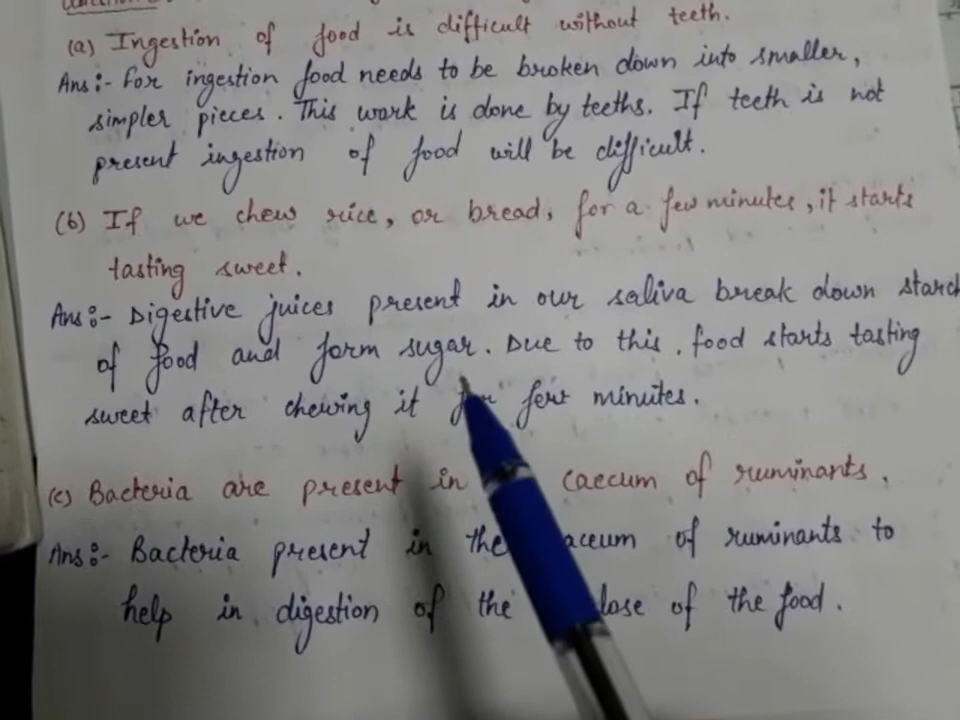 (a) Ingestion of food is difficult without teeth.
Ans:- For ingestion food needs to be broken down into smaller,
simpler pieces. This work is done by teeths. If teeth is not
present ingestion of food will be difficult.
(b) If we chew rice, or bread, for a few minutes, it starts
tasting sweet.
Ans:- Digestive juices present in our saliva break down starch
of food and form sugar. Due to this, food starts tasting
sweet after chewing it for few minutes.
(c) Bacteria are present in caecum of ruminants.
Ans:- Bacteria present in the of ruminants to
help in digestion of the of the food.